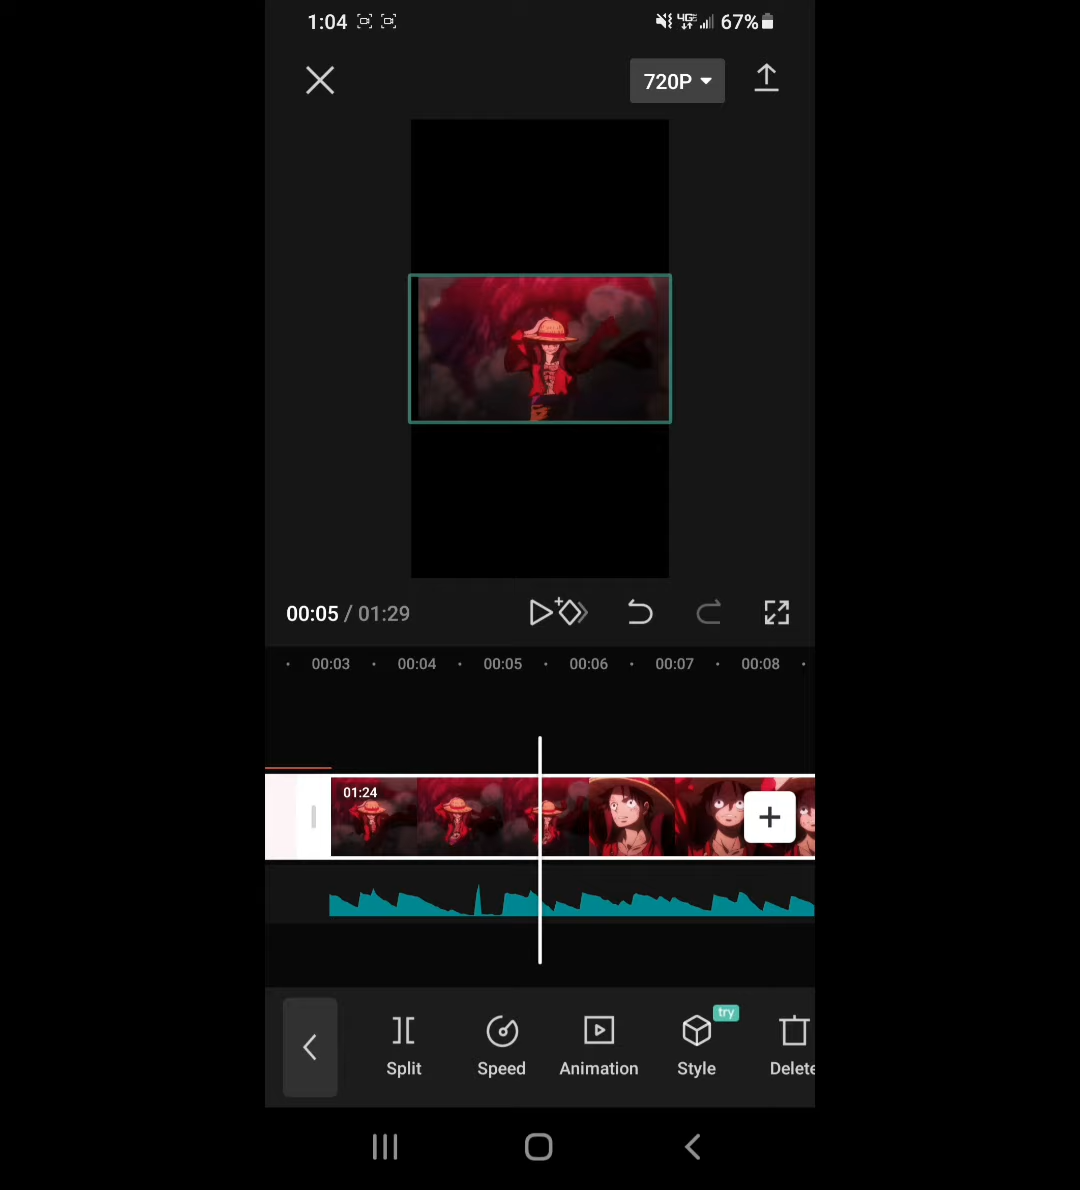 1:04 4GE 67%
720P
00:05 / 01:29
00:03 00:04 00:05 00:06 00:07 00:08
01:24
try
Split Speed Animation Style Delete